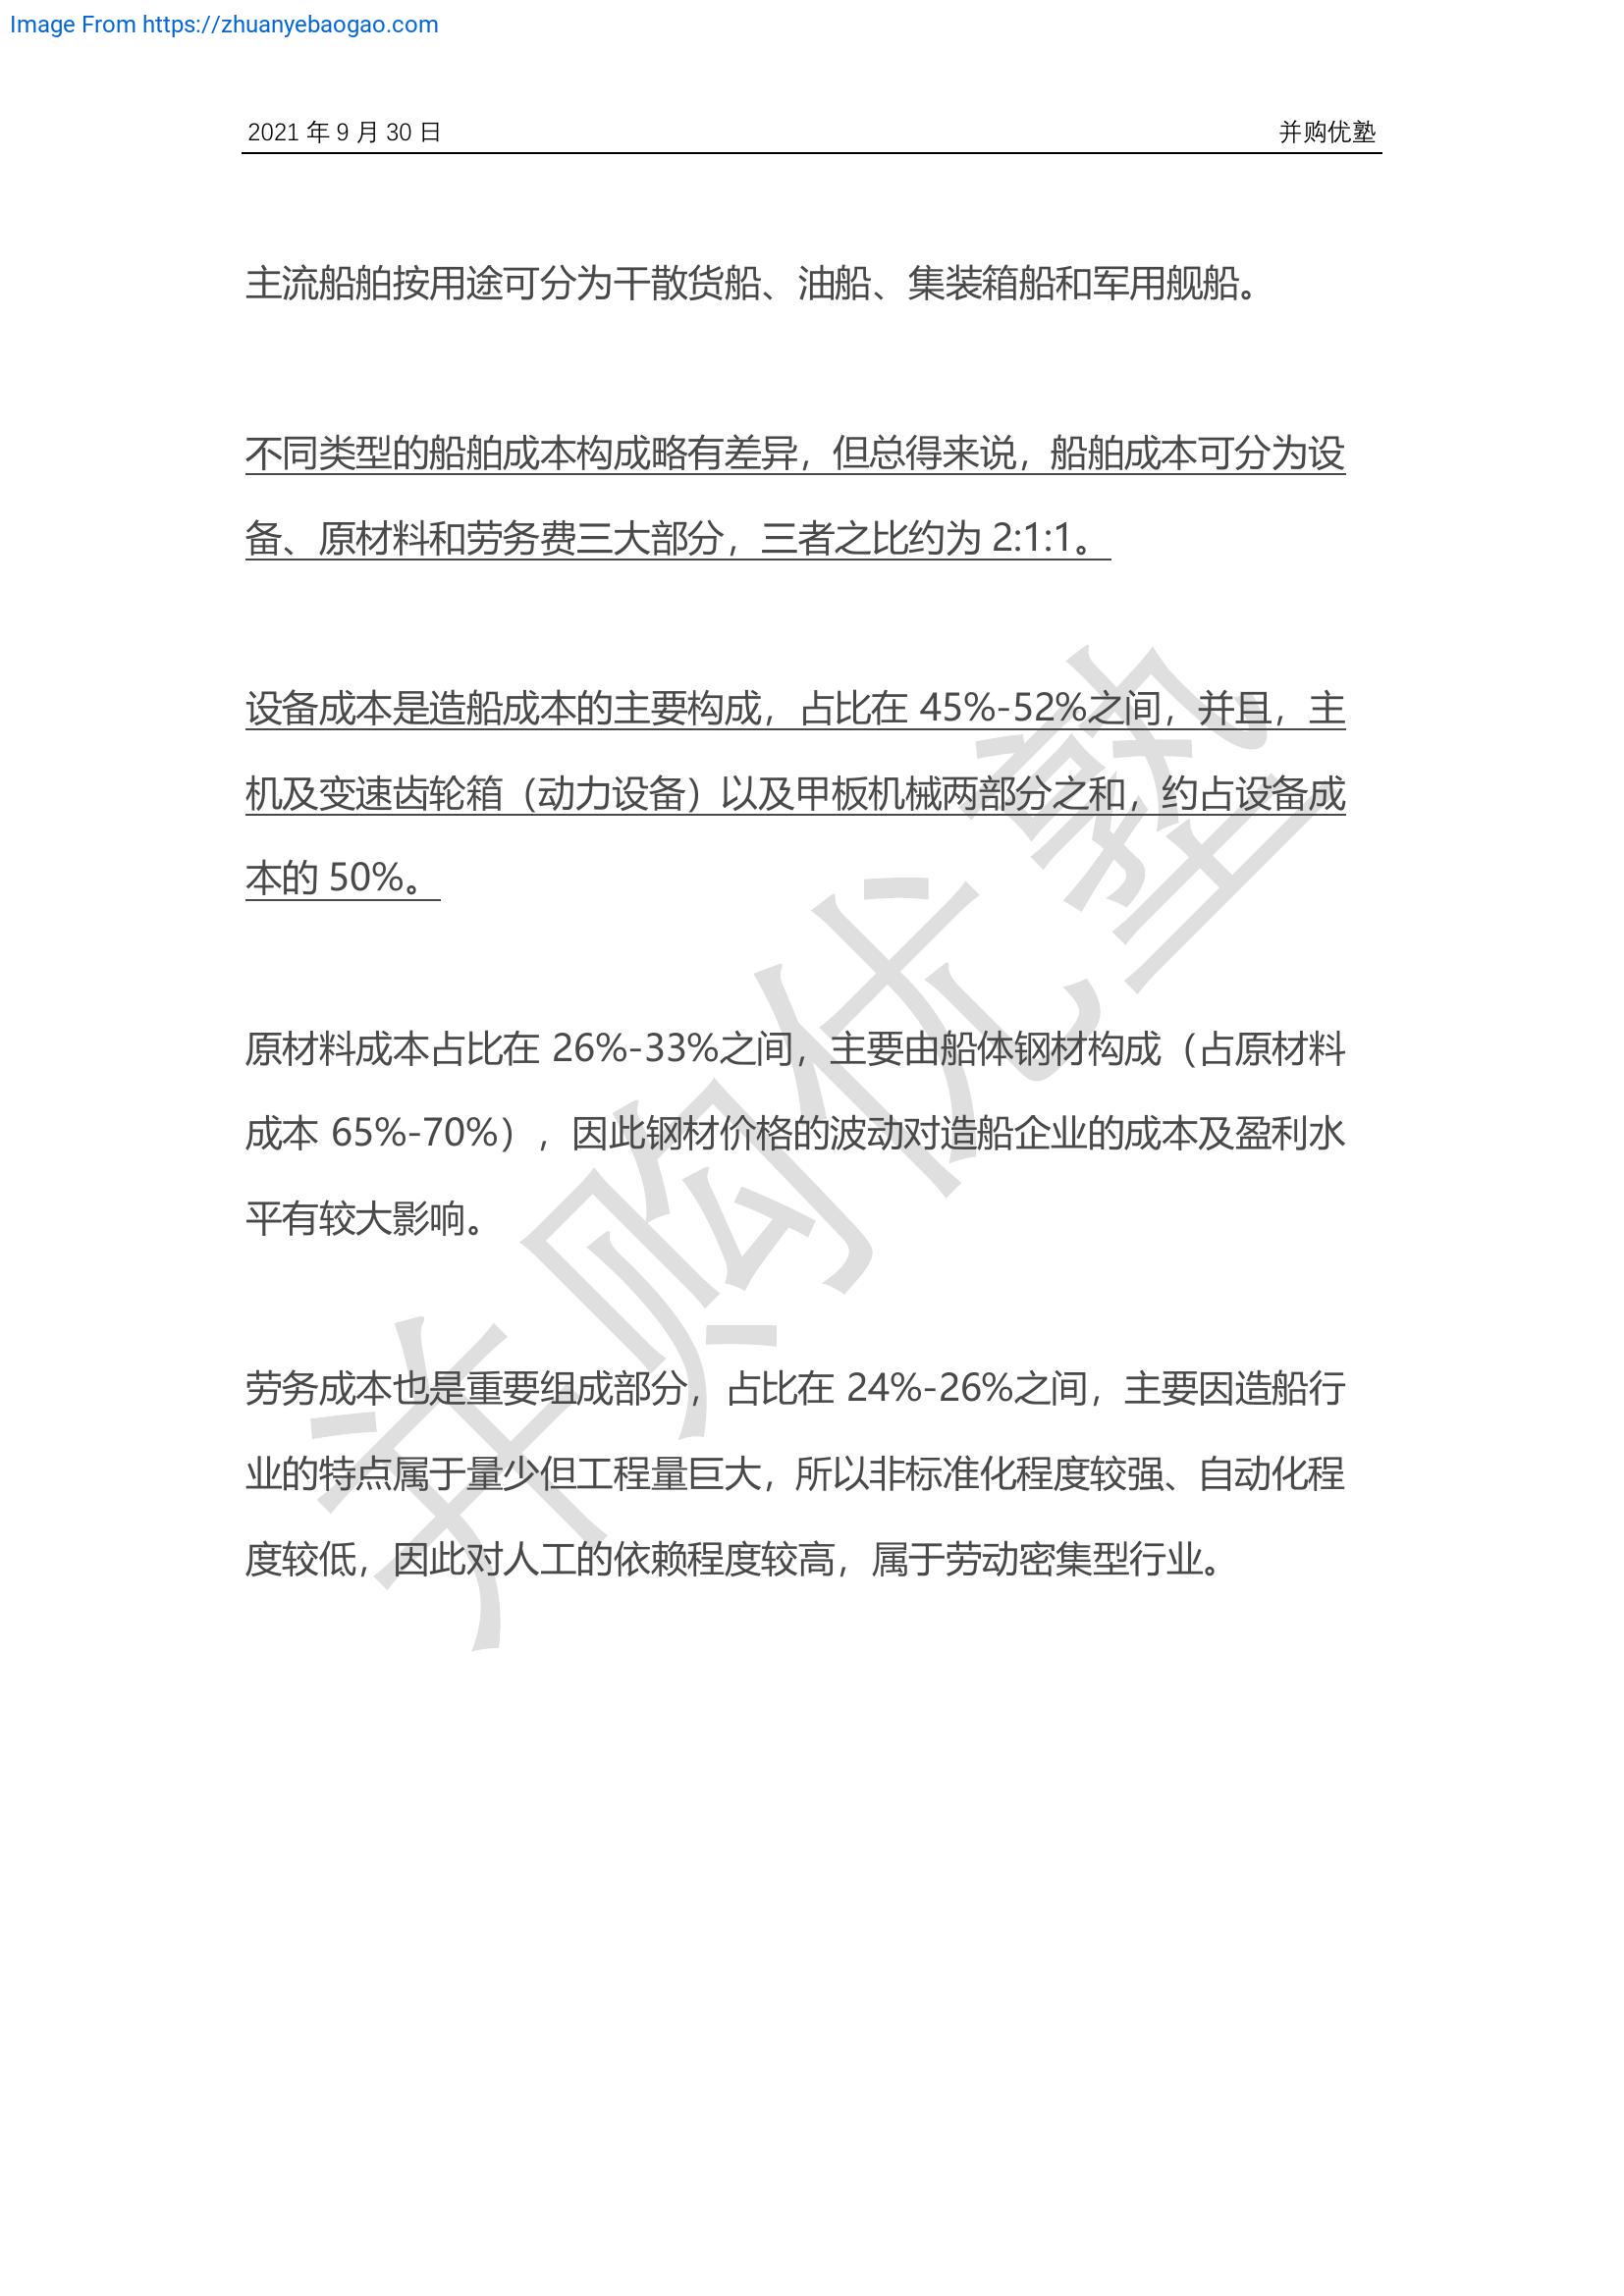 Image From https://zhuanyebaogao.com
2021 年 9 月 30 日 并购优塾
主流船舶按用途可分为干散货船、油船、集装箱船和军用舰船。
不同类型的船舶成本构成略有差异，但总得来说，船舶成本可分为设
备、原材料和劳务费三大部分，三者之比约为 2:1:1。
设备成本是造船成本的主要构成，占比在 45%-52%之间，并且，主
机及变速齿轮箱（动力设备）以及甲板机械两部分之和，约占设备成
本的 50%。
原材料成本占比在 26%-33%之间，主要由船体钢材构成（占原材料
成本 65%-70%），因此钢材价格的波动对造船企业的成本及盈利水
平有较大影响。
劳务成本也是重要组成部分，占比在 24%-26%之间，主要因造船行
业的特点属于量少但工程量巨大，所以非标准化程度较强、自动化程
度较低，因此对人工的依赖程度较高，属于劳动密集型行业。
并购优塾